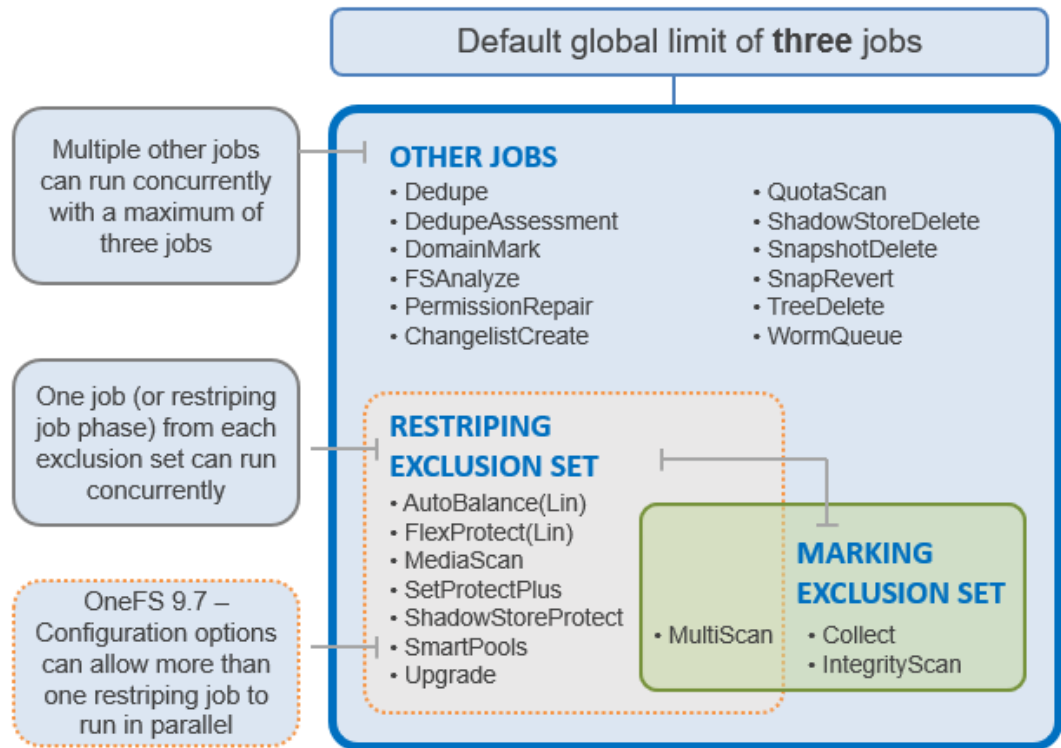 Default global limit of three jobs
Multiple other jobs
can run concurrently
with a maximum of
three jobs
OTHER JOBS
• Dedupe
• DedupeAssessment
• DomainMark
• FSAnalyze
• PermissionRepair
• ChangelistCreate
• QuotaScan
• ShadowStoreDelete
• SnapshotDelete
• SnapRevert
• TreeDelete
• WormQueue
One job (or restriping
job phase) from each
exclusion set can run
concurrently
RESTRIPING
EXCLUSION SET
• AutoBalance(Lin)
• FlexProtect(Lin)
• MediaScan
• SetProtectPlus
• ShadowStoreProtect
• SmartPools
• Upgrade
• MultiScan
MARKING
EXCLUSION SET
• Collect
• IntegrityScan
OneFS 9.7 –
Configuration options
can allow more than
one restriping job to
run in parallel